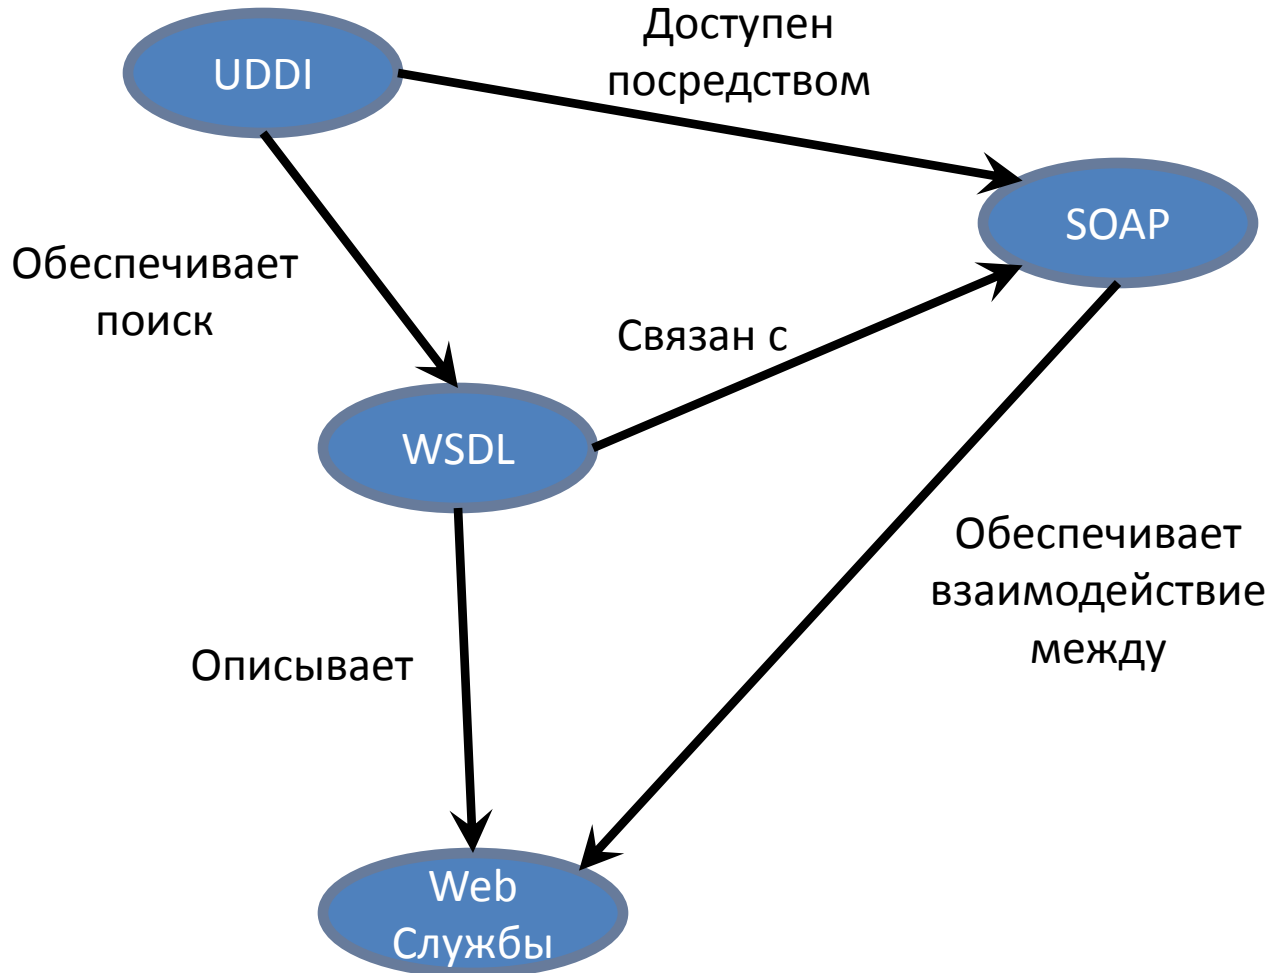 Доступен
посредством
UDDI
SOAP
Обеспечивает
поиск
Связан с
WSDL
Обеспечивает
взаимодействие
между
Описывает
Web
Службы